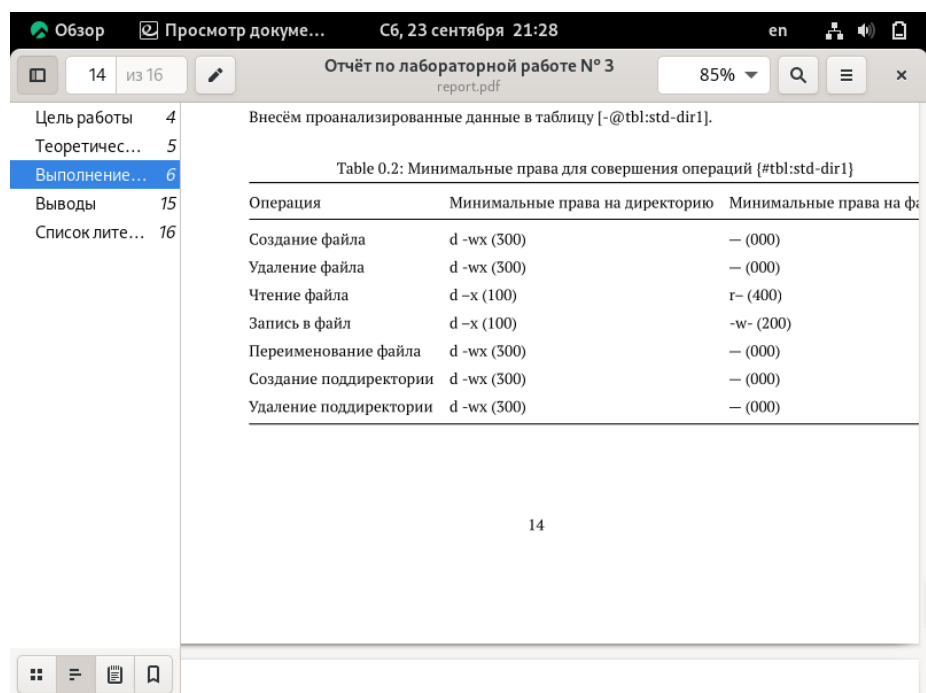 Обзор Просмотр докуме... Сб, 23 сентября 21:28 en
14 из 16 Отчёт по лабораторной работе № 3 85%
report.pdf
Цель работы 4
Теоретичес... 5
Выполнение... 6
Выводы 15
Список лите... 16
Внесём проанализированные данные в таблицу [-@tbl:std-dir1].
Table 0.2: Минимальные права для совершения операций {#tbl:std-dir1}
Операция Минимальные права на директорию Минимальные права на фа
Создание файла d -wx (300) — (000)
Удаление файла d -wx (300) — (000)
Чтение файла d –x (100) r– (400)
Запись в файл d –x (100) -w- (200)
Переименование файла d -wx (300) — (000)
Создание поддиректории d -wx (300) — (000)
Удаление поддиректории d -wx (300) — (000)
14